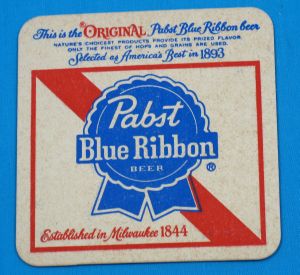 This is the ORIGINAL Pabst Blue Ribbon beer
NATURE'S CHOICEST PRODUCTS PROVIDE ITS PRIZED FLAVOR.
ONLY THE FINEST OF HOPS AND GRAINS ARE USED.
Selected as America's Best in 1893
Pabst
Blue Ribbon
BEER ®
Established in Milwaukee 1844